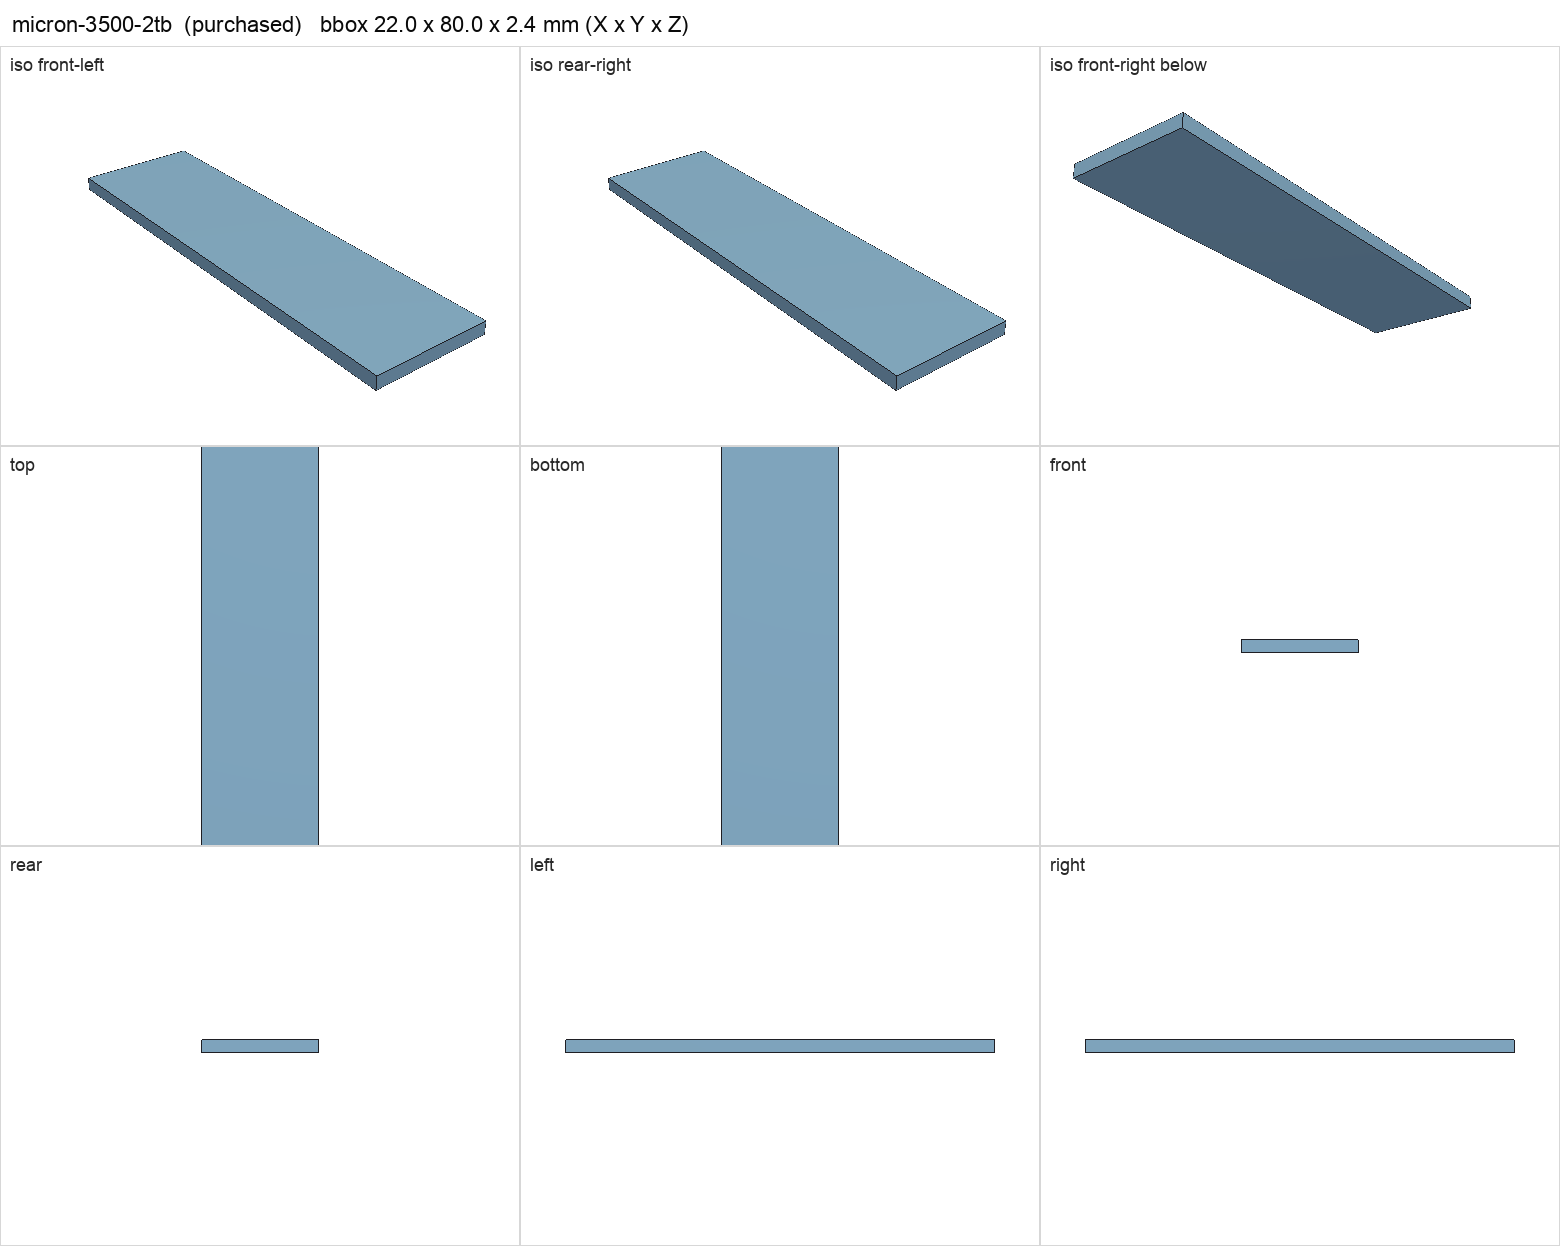 micron-3500-2tb (purchased) bbox 22.0 x 80.0 x 2.4 mm (X x Y x Z)
iso front-left
iso rear-right
iso front-right below
top
bottom
front
rear
left
right